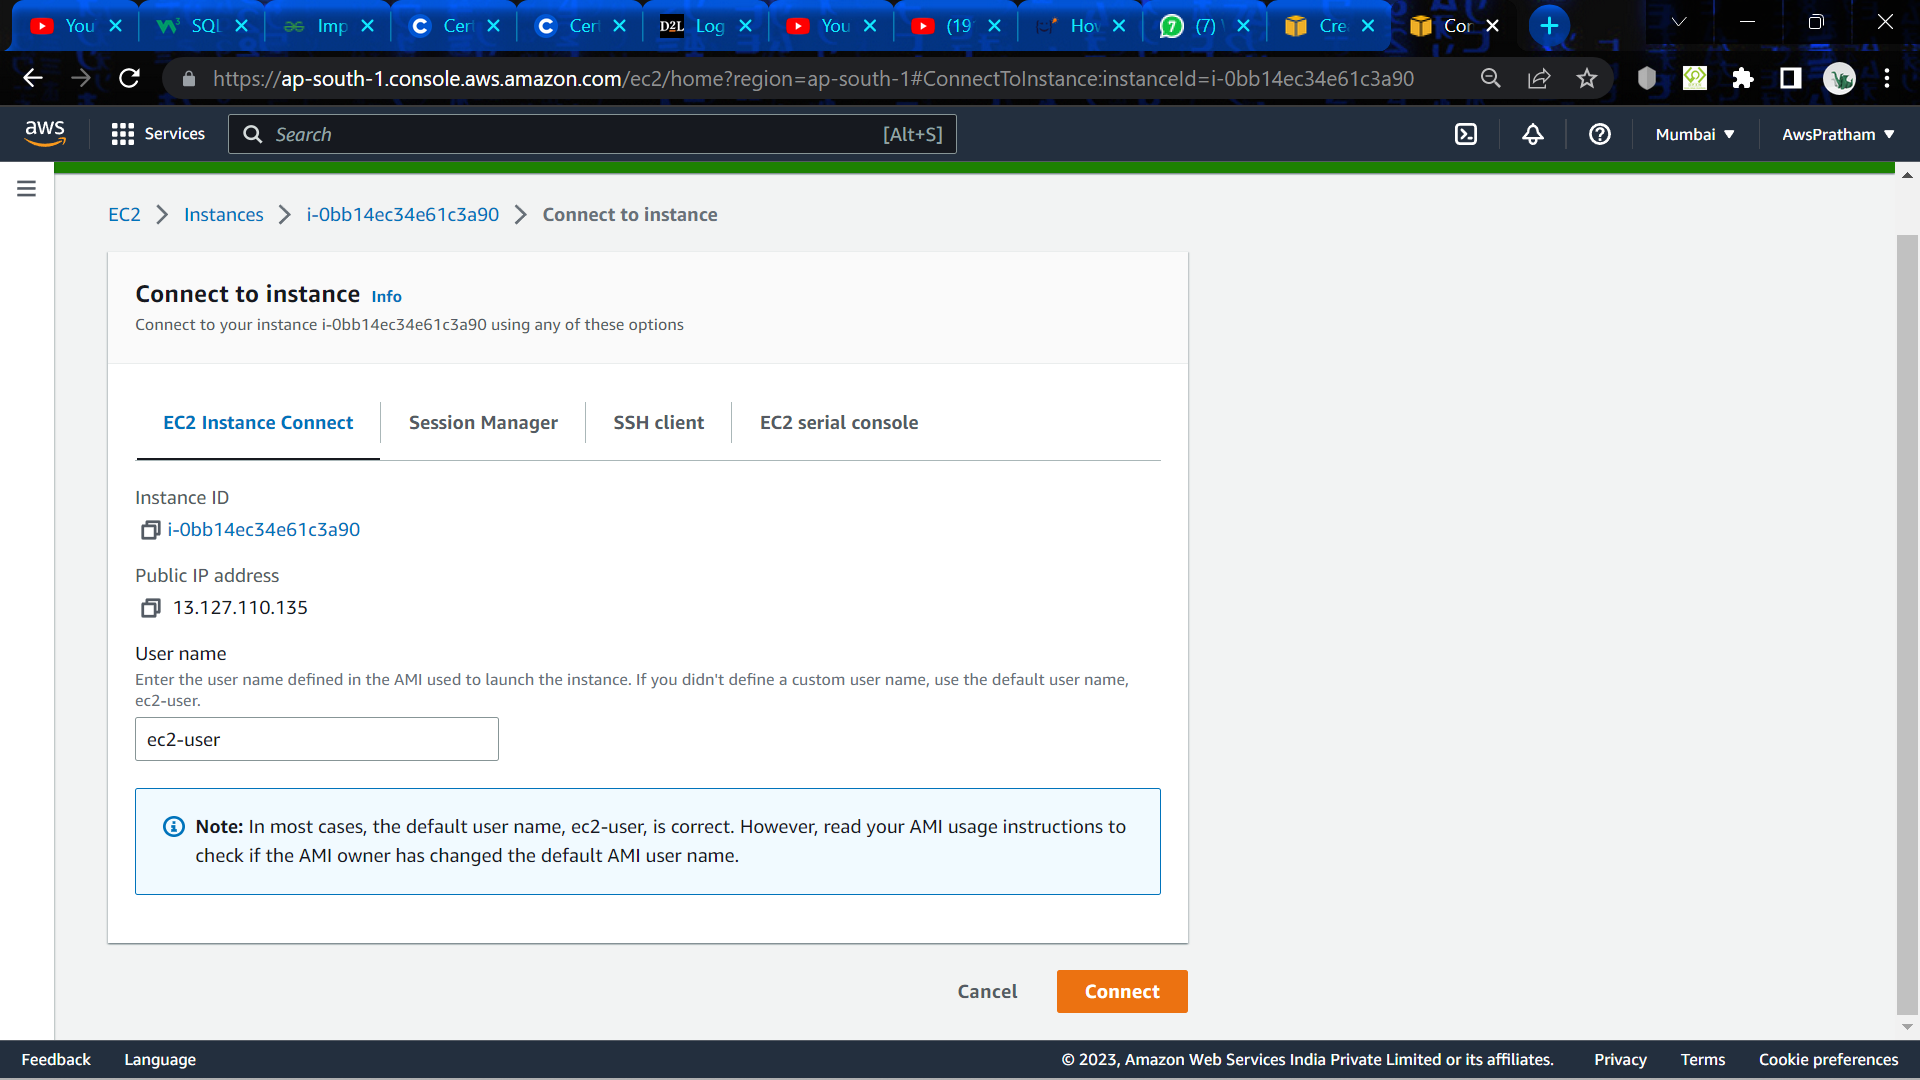 You
SQL
Imp
Cert
Cert
D2L Log
You
(19
How
7 (7)
Cre
Con
https://ap-south-1.console.aws.amazon.com/ec2/home?region=ap-south-1#ConnectToInstance:instanceId=i-0bb14ec34e61c3a90
aws
Services
Search
[Alt+S]
Mumbai
AwsPratham
EC2
Instances
i-0bb14ec34e61c3a90
Connect to instance
Connect to instance Info
Connect to your instance i-0bb14ec34e61c3a90 using any of these options
EC2 Instance Connect
Session Manager
SSH client
EC2 serial console
Instance ID
i-0bb14ec34e61c3a90
Public IP address
13.127.110.135
User name
Enter the user name defined in the AMI used to launch the instance. If you didn't define a custom user name, use the default user name,
ec2-user.
ec2-user
Note: In most cases, the default user name, ec2-user, is correct. However, read your AMI usage instructions to
check if the AMI owner has changed the default AMI user name.
Cancel
Connect
Feedback
Language
© 2023, Amazon Web Services India Private Limited or its affiliates.
Privacy
Terms
Cookie preferences